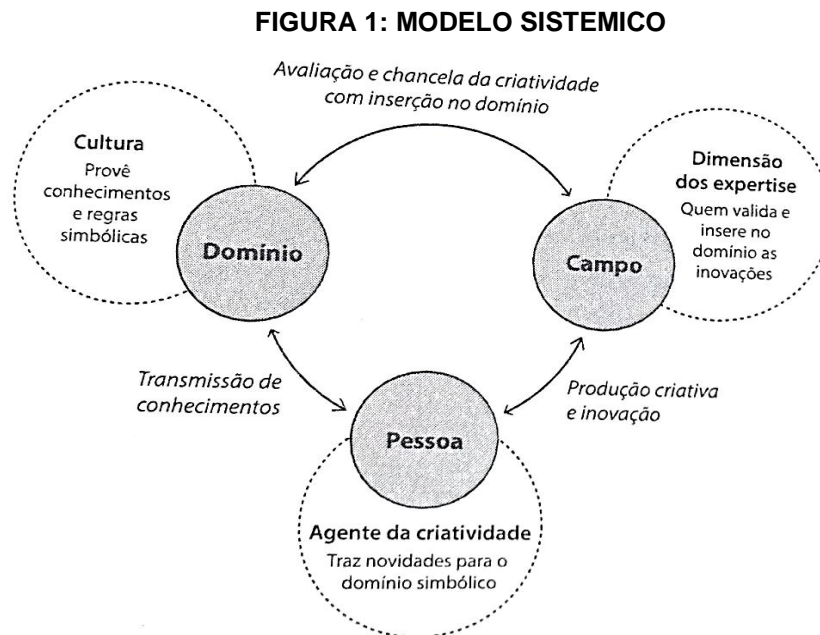 FIGURA 1: MODELO SISTEMICO
Avaliação e chancela da criatividade
com inserção no domínio
Cultura
Provê
conhecimentos
e regras
simbólicas
Domínio
Dimensão
dos expertise
Quem valida e
insere no
domínio as
inovações
Campo
Transmissão de
conhecimentos
Produção criativa
e inovação
Pessoa
Agente da criatividade
Traz novidades para o
domínio simbólico